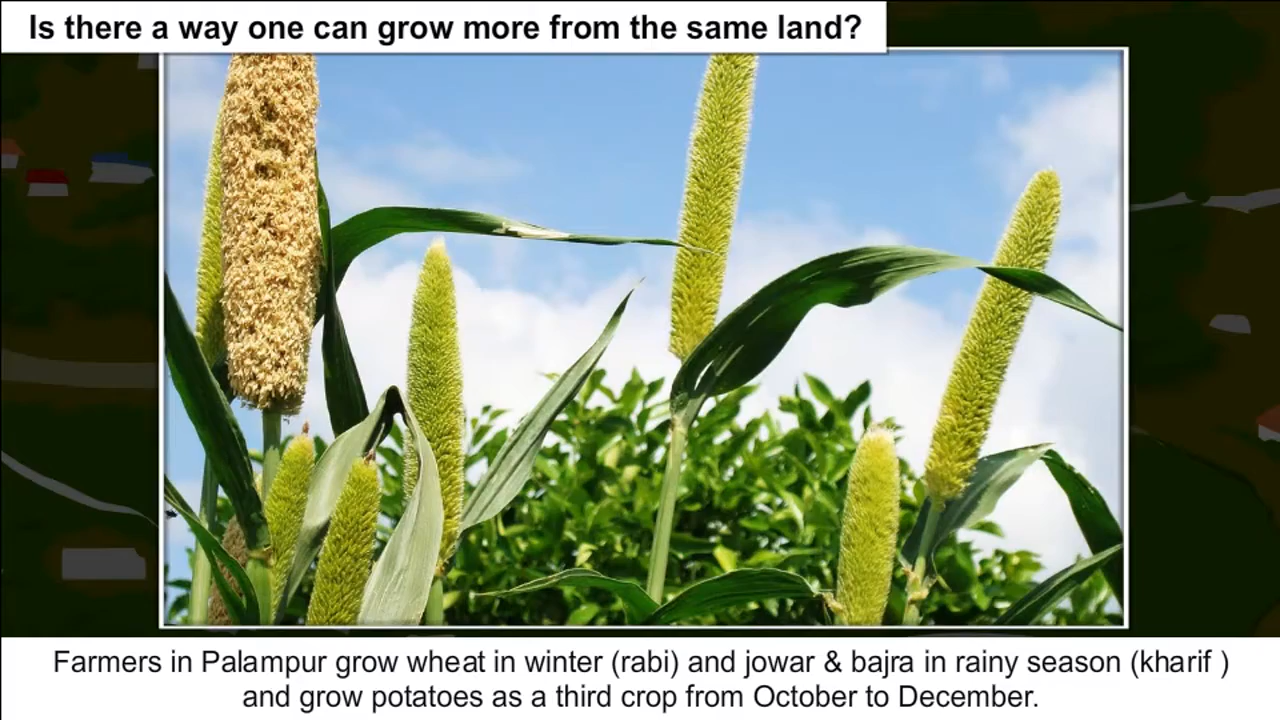 Is there a way one can grow more from the same land?
Farmers in Palampur grow wheat in winter (rabi) and jowar & bajra in rainy season (kharif )
and grow potatoes as a third crop from October to December.